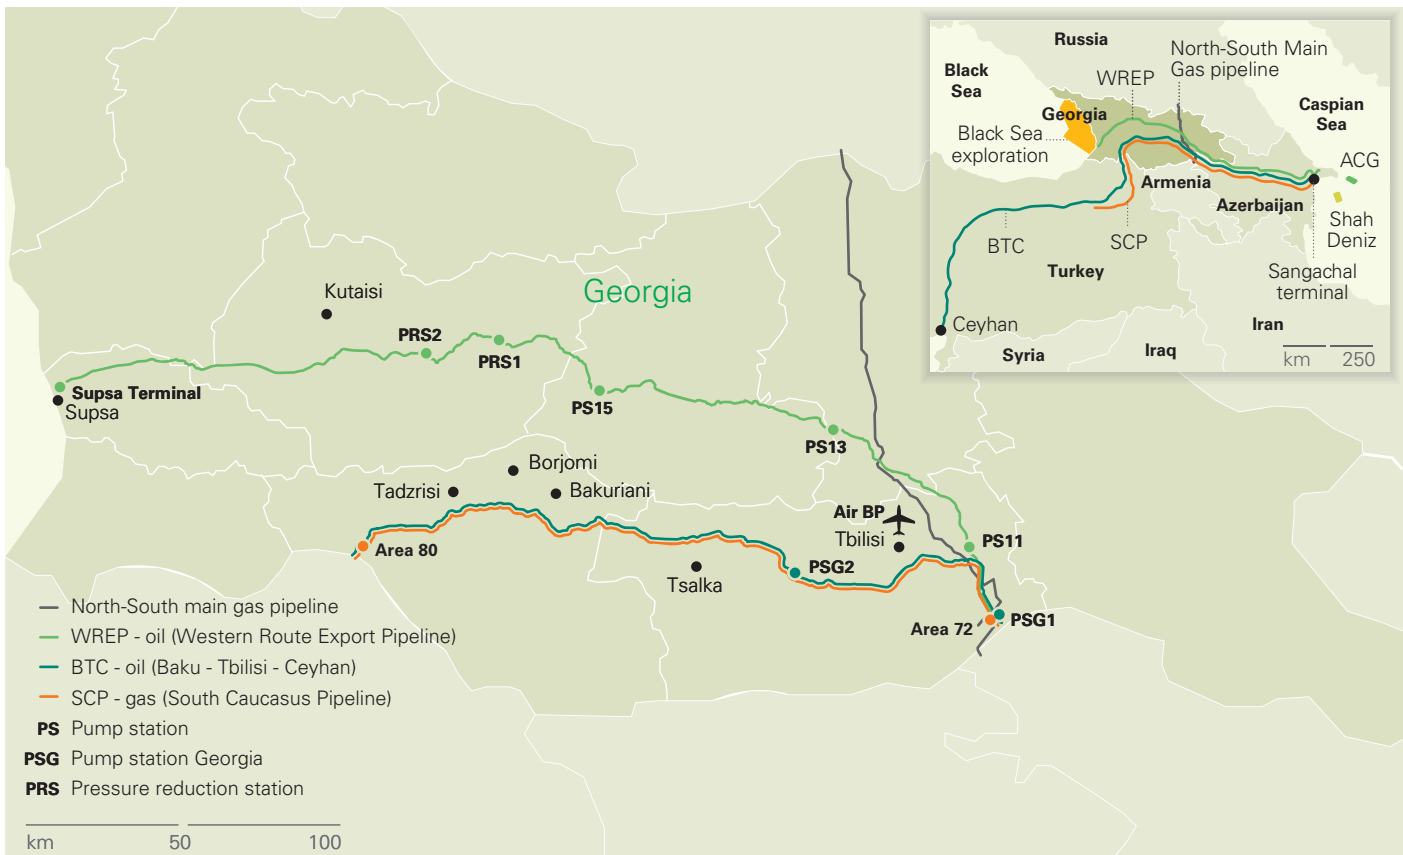 Georgia
Kutaisi
PRS2
PRS1
Supsa Terminal
Supsa
PS15
PS13
Borjomi
Tadzrisi
Bakuriani
Air BP
Tbilisi
PS11
Area 80
PSG2
Tsalka
Area 72
PSG1
North-South main gas pipeline
WREP - oil (Western Route Export Pipeline)
BTC - oil (Baku - Tbilisi - Ceyhan)
SCP - gas (South Caucasus Pipeline)
PS Pump station
PSG Pump station Georgia
PRS Pressure reduction station
km 50 100
Russia
North-South Main
Gas pipeline
Black
Sea
WREP
Caspian
Sea
Georgia
Black Sea
exploration
ACG
Armenia
Azerbaijan
Shah
Deniz
BTC
SCP
Turkey
Sangachal
terminal
Ceyhan
Iran
Syria
Iraq
km 250